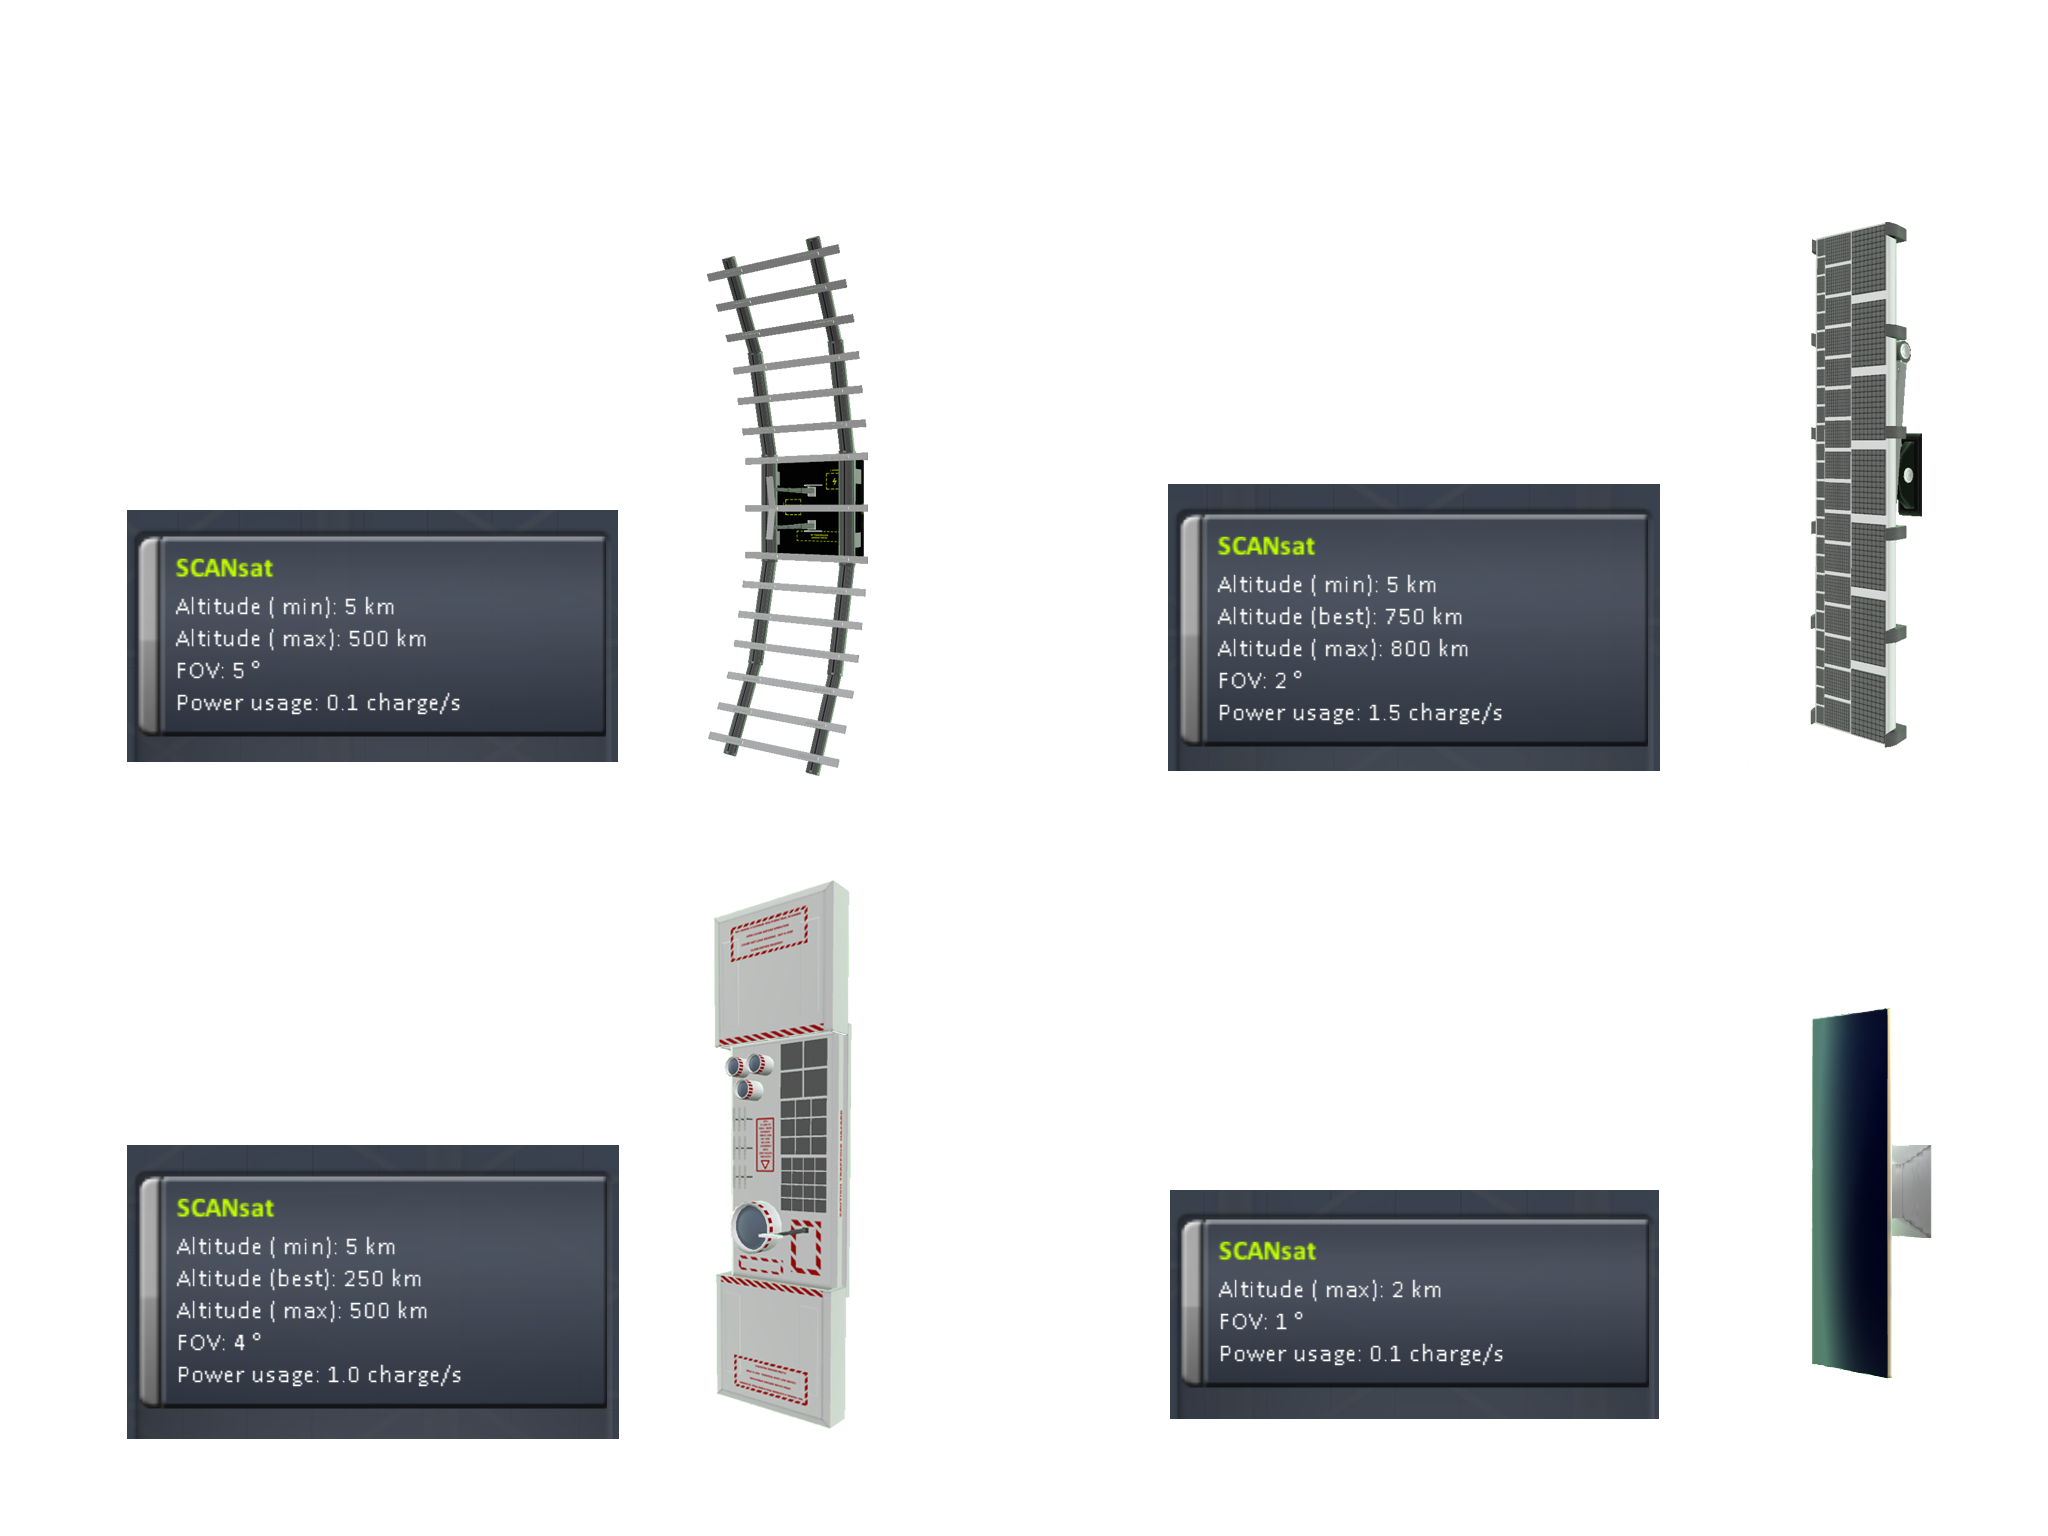 SCANsat
Altitude ( min): 5 km
Altitude ( max): 500 km
FOV: 5 °
Power usage: 0.1 charge/s
SCANsat
Altitude ( min): 5 km
Altitude (best): 750 km
Altitude ( max): 800 km
FOV: 2 °
Power usage: 1.5 charge/s
SCANsat
Altitude ( min): 5 km
Altitude (best): 250 km
Altitude ( max): 500 km
FOV: 4 °
Power usage: 1.0 charge/s
SCANsat
Altitude ( max): 2 km
FOV: 1 °
Power usage: 0.1 charge/s